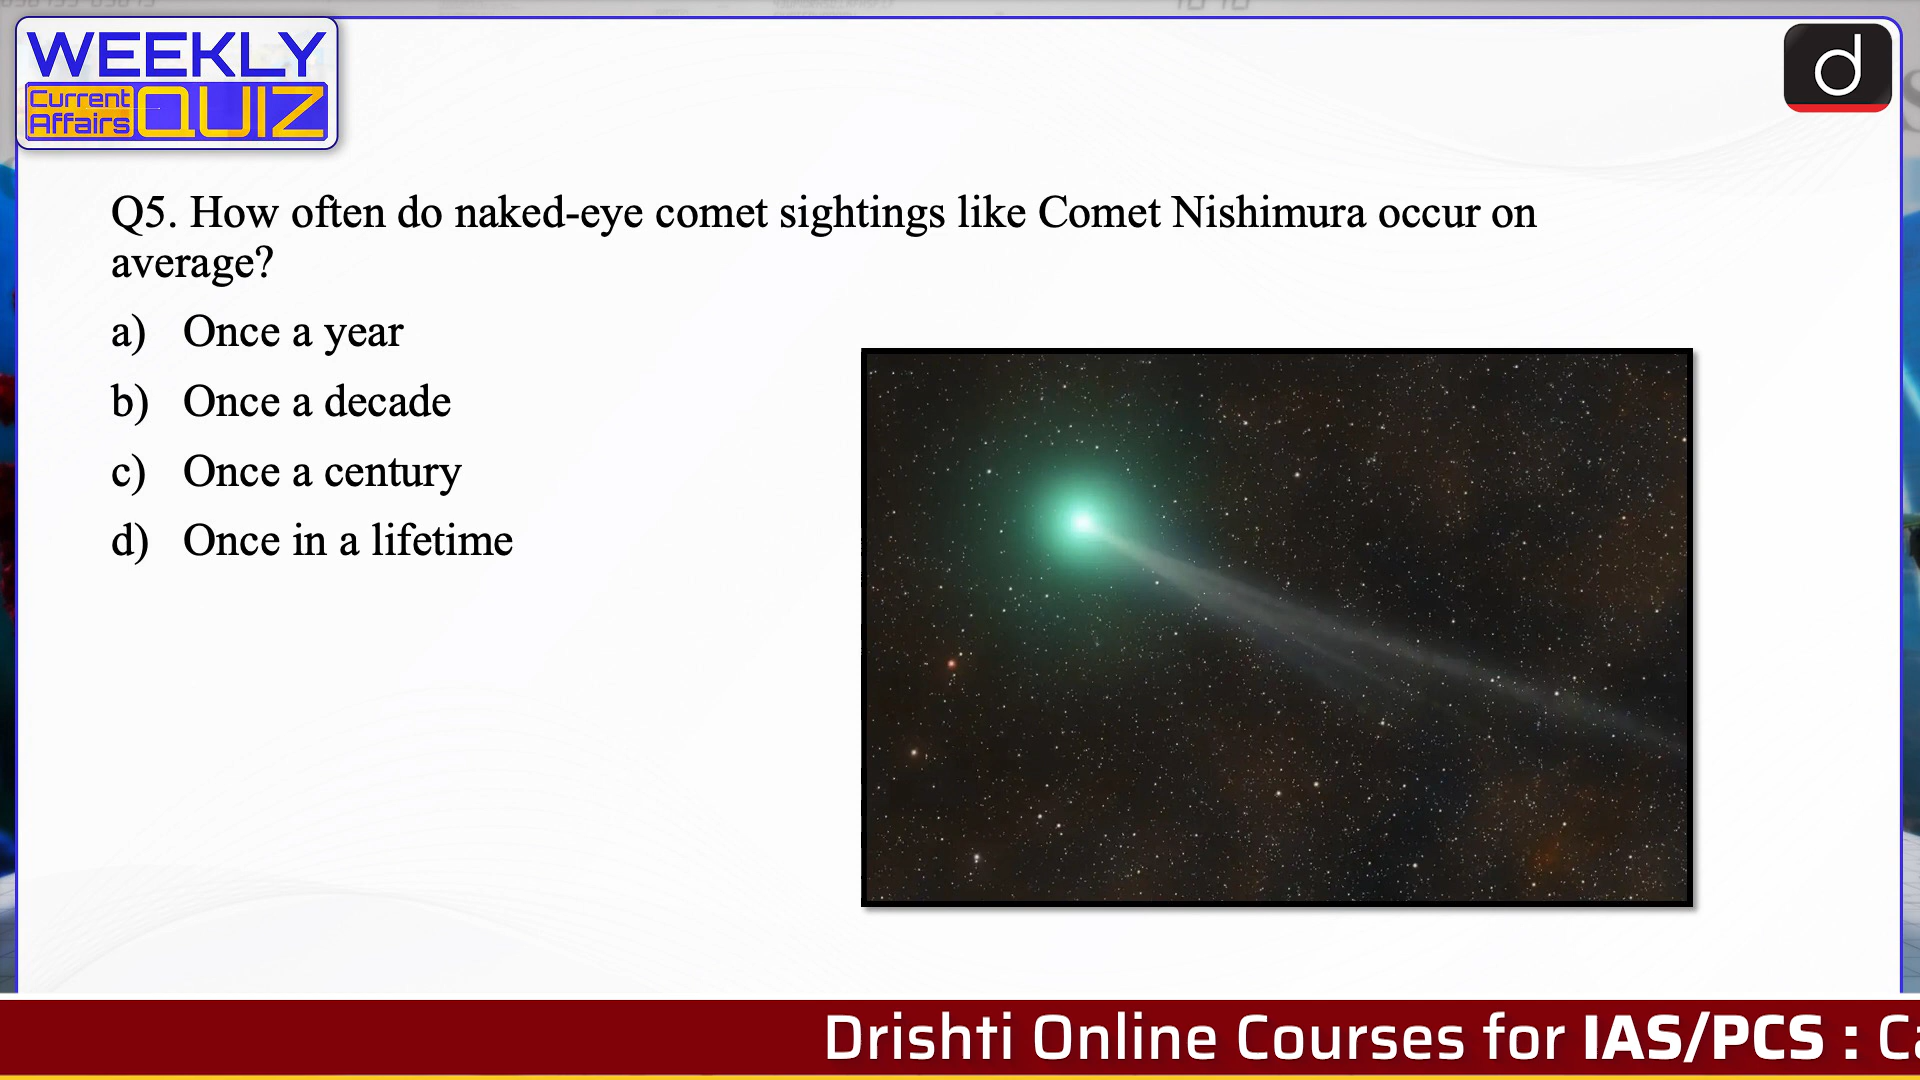 WEEKLY
Current
Affairs
QUIZ
d
Q5. How often do naked-eye comet sightings like Comet Nishimura occur on
average?
a) Once a year
b) Once a decade
c) Once a century
d) Once in a lifetime
Drishti Online Courses for IAS/PCS :